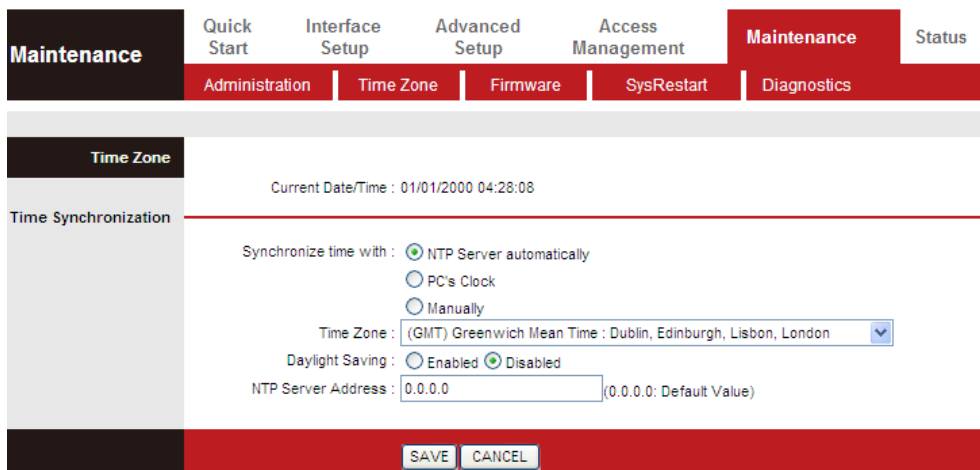 Maintenance
Quick Start
Interface Setup
Advanced Setup
Access Management
Maintenance
Status
Administration
Time Zone
Firmware
SysRestart
Diagnostics
Time Zone
Current Date/Time : 01/01/2000 04:28:08
Time Synchronization
Synchronize time with : NTP Server automatically
PC's Clock
Manually
Time Zone : (GMT) Greenwich Mean Time : Dublin, Edinburgh, Lisbon, London
Daylight Saving : Enabled Disabled
NTP Server Address : 0.0.0.0 (0.0.0.0: Default Value)
SAVE CANCEL